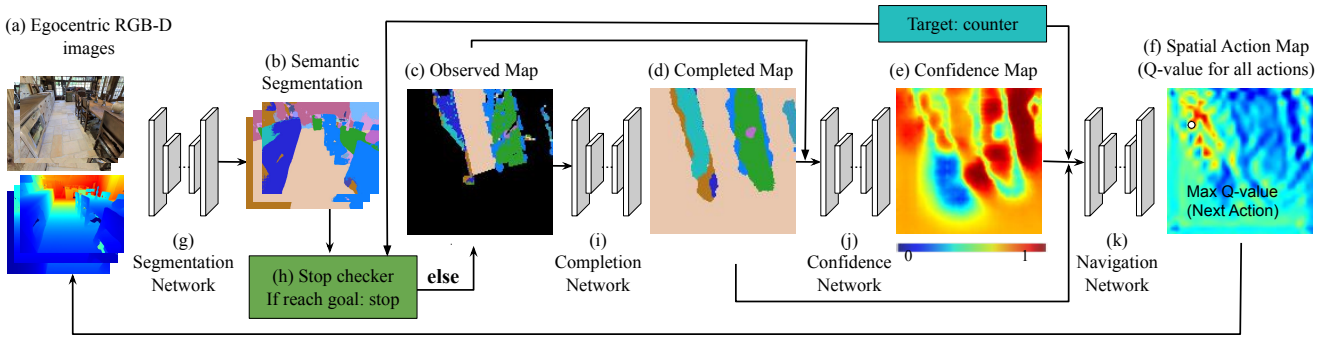 (a) Egocentric RGB-D
images
(b) Semantic
Segmentation
(c) Observed Map
(d) Completed Map
(e) Confidence Map
Target: counter
(f) Spatial Action Map
(Q-value for all actions)
Max Q-value
(Next Action)
0
1
(g)
Segmentation
Network
(h) Stop checker
If reach goal: stop
else
(i)
Completion
Network
(j)
Confidence
Network
(k)
Navigation
Network